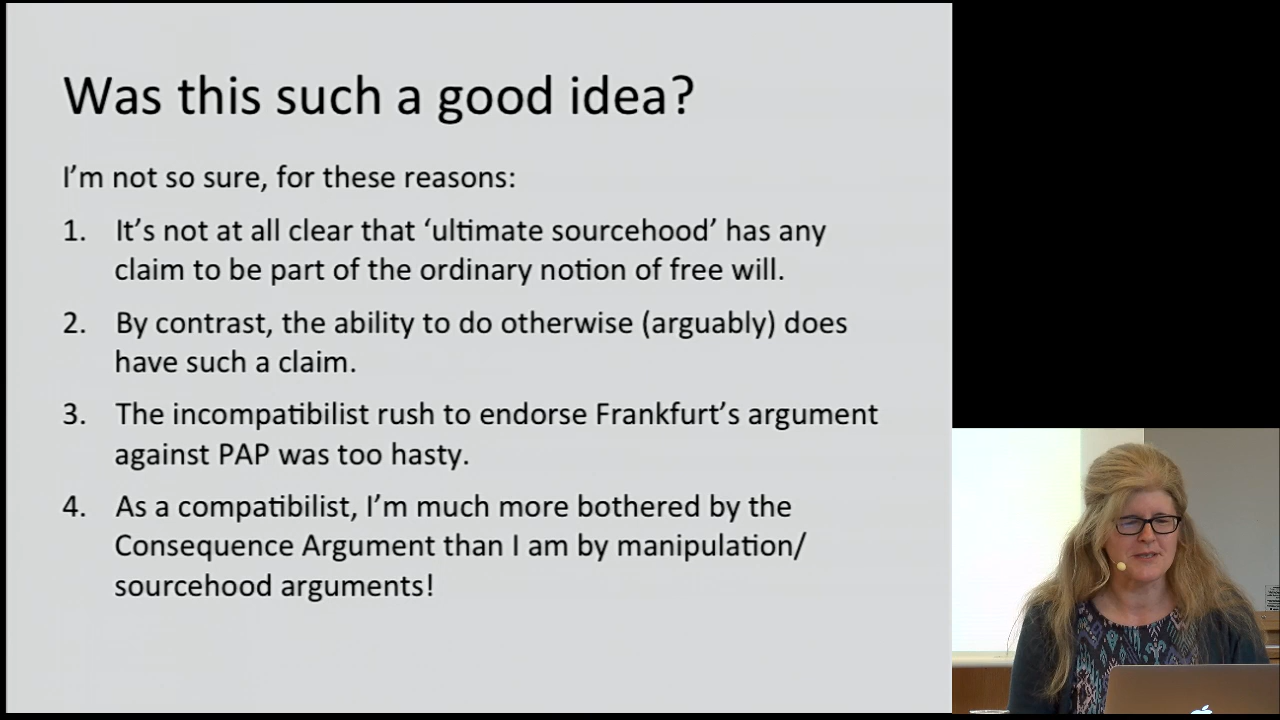 Was this such a good idea?
I’m not so sure, for these reasons:
1. It’s not at all clear that ‘ultimate sourcehood’ has any
claim to be part of the ordinary notion of free will.
2. By contrast, the ability to do otherwise (arguably) does
have such a claim.
3. The incompatibilist rush to endorse Frankfurt’s argument
against PAP was too hasty.
4. As a compatibilist, I’m much more bothered by the
Consequence Argument than I am by manipulation/
sourcehood arguments!